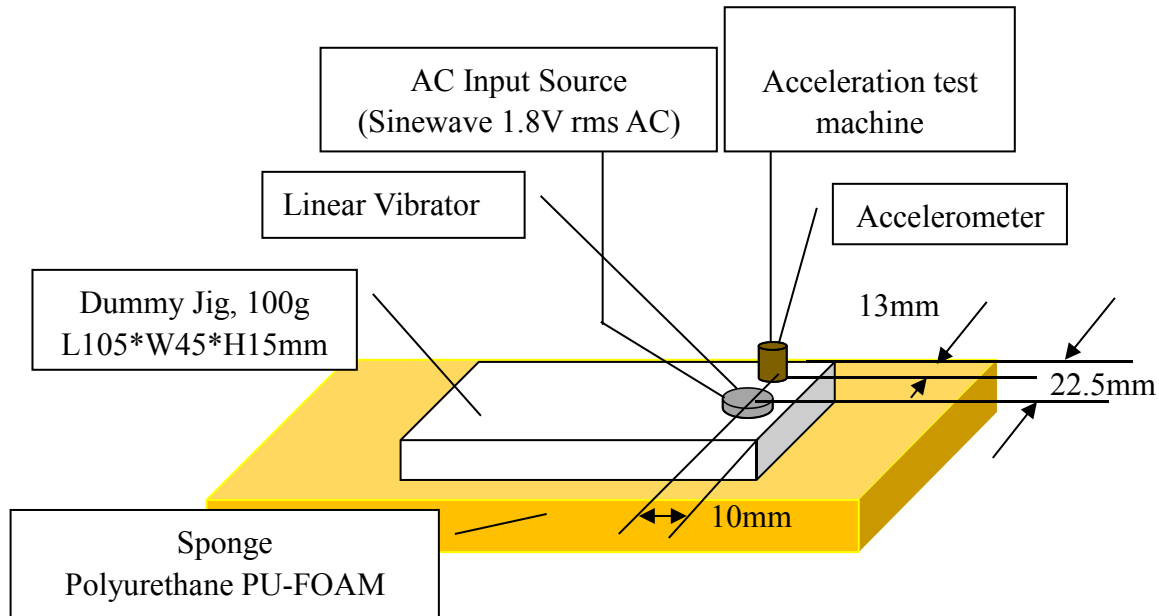 AC Input Source
(Sinewave 1.8V rms AC)
Acceleration test
machine
Linear Vibrator
Accelerometer
Dummy Jig, 100g
L105*W45*H15mm
13mm
22.5mm
10mm
Sponge
Polyurethane PU-FOAM